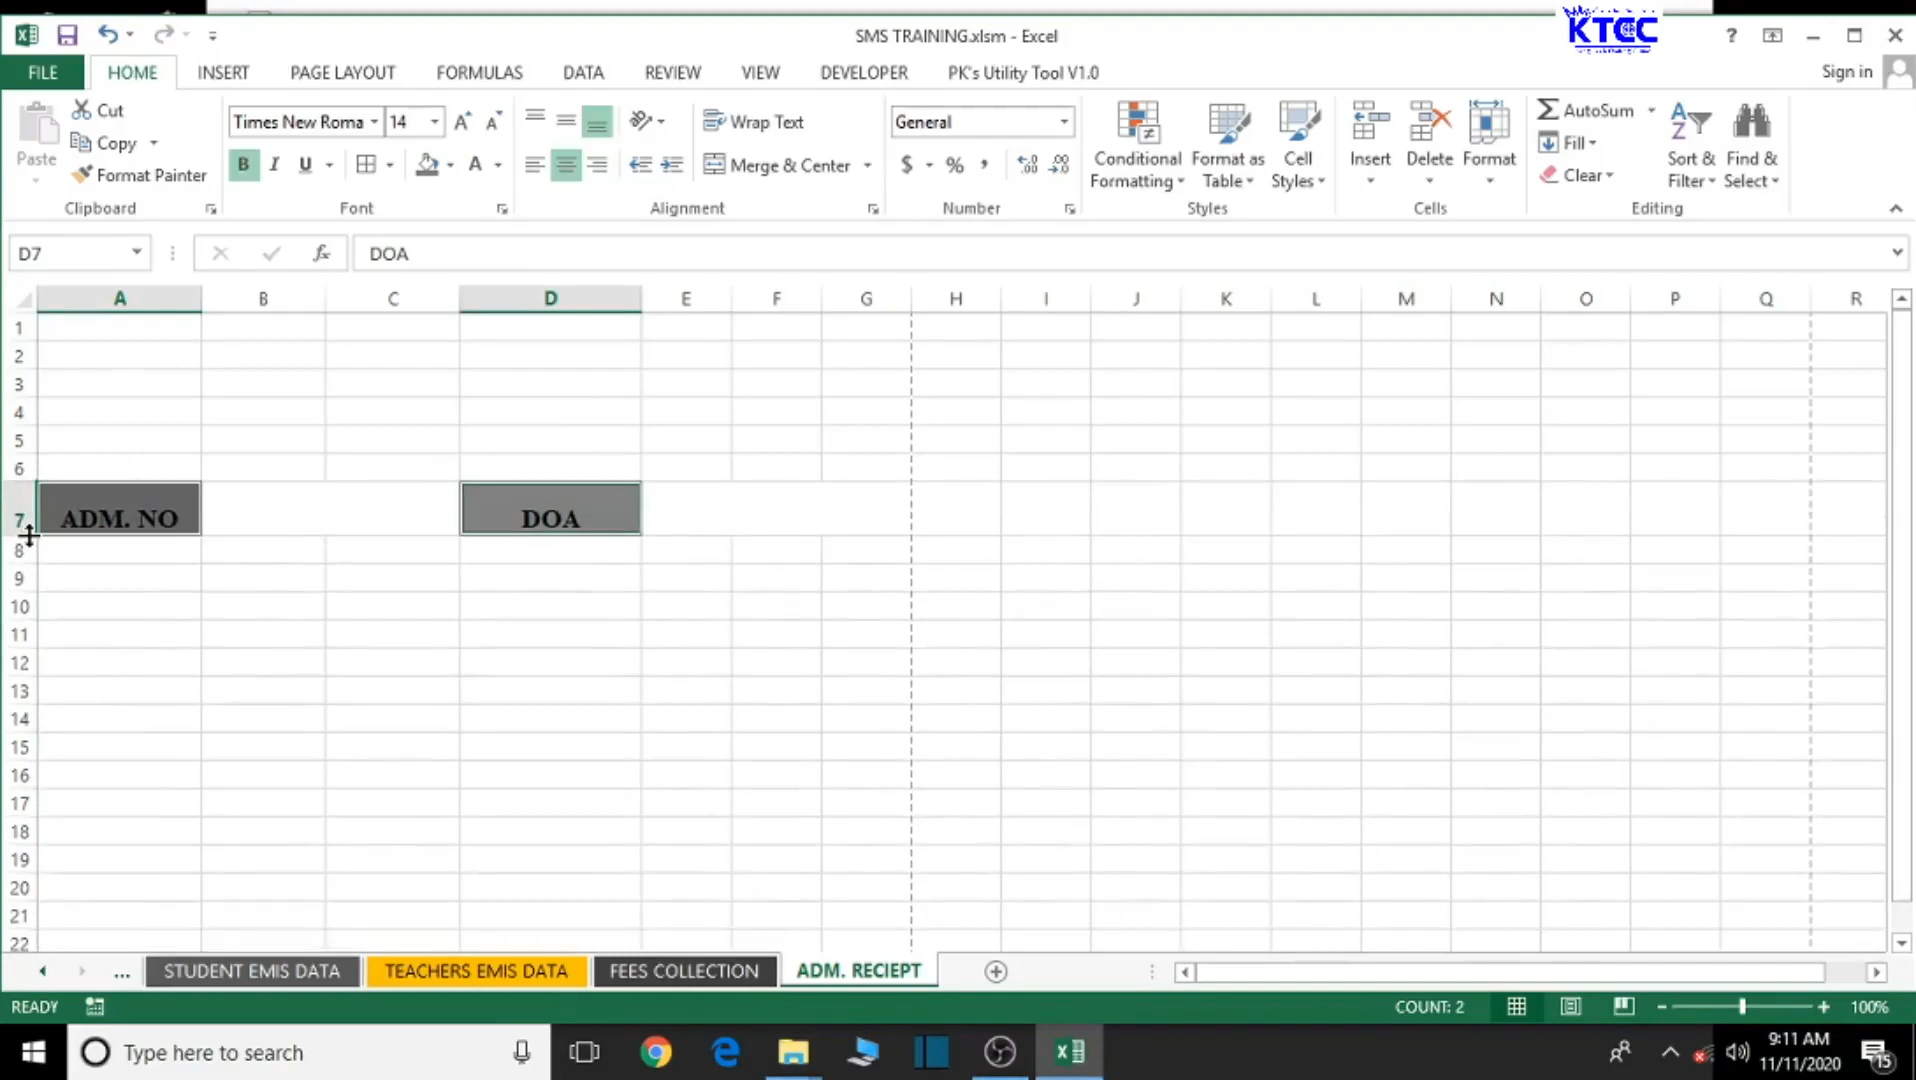 KTCC
SMS TRAINING.xlsm - Excel
?
FILE HOME INSERT PAGE LAYOUT FORMULAS DATA REVIEW VIEW DEVELOPER PK's Utility Tool V1.0 Sign in
Paste
Cut
Copy
Format Painter
Clipboard
Times New Roma 14
B I U
Font
Wrap Text
Merge & Center
Alignment
General
$ % ,
Number
Conditional Formatting
Format as Table
Cell Styles
Styles
Insert
Delete
Format
Cells
AutoSum
Fill
Clear
Sort & Filter
Find & Select
Editing
D7 fx DOA
A B C D E F G H I J K L M N O P Q R
1
2
3
4
5
6
7 ADM. NO DOA
8
9
10
11
12
13
14
15
16
17
18
19
20
21
22
... STUDENT EMIS DATA TEACHERS EMIS DATA FEES COLLECTION ADM. RECIEPT
READY COUNT: 2 100%
Type here to search
9:11 AM
11/11/2020
15